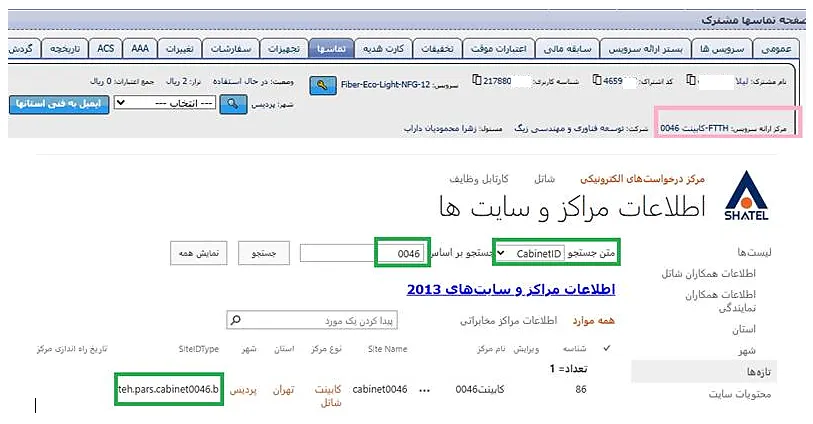 صفحه تماسها مشترک
عمومی سرویس ها بستر ارائه سرویس سابقه مالی اعتبارات موقت تخفیفات کارت هدیه تماسها تجهیزات سفارشات تغییرات AAA ACS تاریخچه گردش
نام مشترک: لیلا کد اشتراک: 4659 شناسه کاربری: 217880 سرویس: Fiber-Eco-Light-NFG-12 وضعیت: در حال استفاده تراز: 2 ریال جمع اعتبارات: 0 ریال
شهر: پردیس --- انتخاب --- ایمیل به فنی استانها
مرکز ارائه سرویس: FTTH-کابینت 0046 شرکت: توسعه فناوری و مهندسی زیگ مسئول: زهرا محمودیان داراب
SHATEL
مرکز درخواست‌های الکترونیکی شاتل کارتابل وظایف
اطلاعات مراکز و سایت ها
متن جستجو CabinetID جستجو بر اساس 0046 جستجو نمایش همه
اطلاعات مراکز و سایت‌های 2013
همه موارد اطلاعات مراکز مخابراتی پیدا کردن یک مورد
✓ شناسه ویرایش نام مرکز Site Name نوع مرکز استان شهر SiteIDType تاریخ راه اندازی مرکز
تعداد= 1
86 کابینت0046 ... cabinet0046 کابینت شاتل تهران پردیس teh.pars.cabinet0046.b
لیست‌ها
اطلاعات همکاران شاتل
اطلاعات همکاران
نمایندگی
استان
شهر
تازه‌ها
محتویات سایت